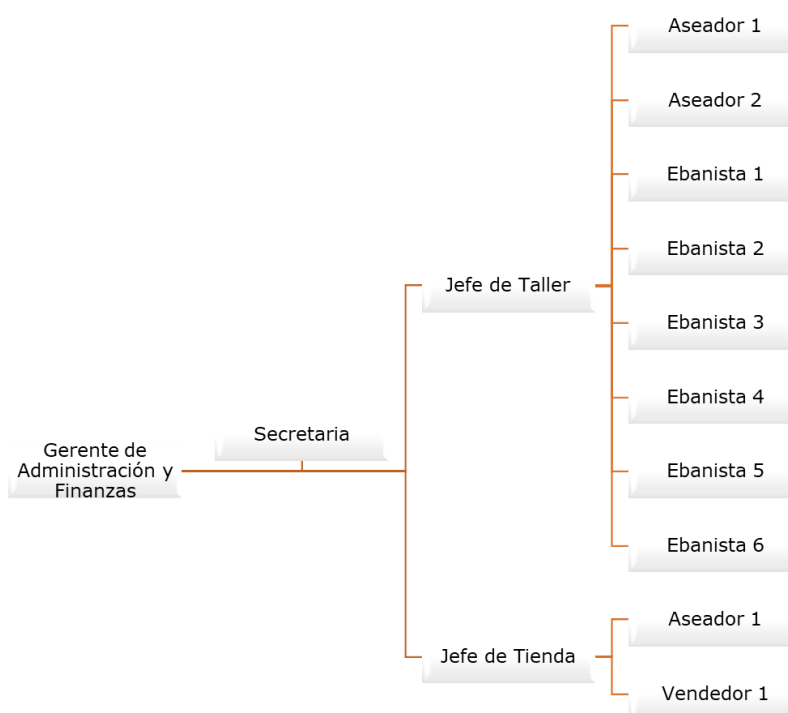 Aseador 1
Aseador 2
Ebanista 1
Ebanista 2
Jefe de Taller
Ebanista 3
Ebanista 4
Secretaria
Gerente de
Administración y
Finanzas
Ebanista 5
Ebanista 6
Aseador 1
Jefe de Tienda
Vendedor 1